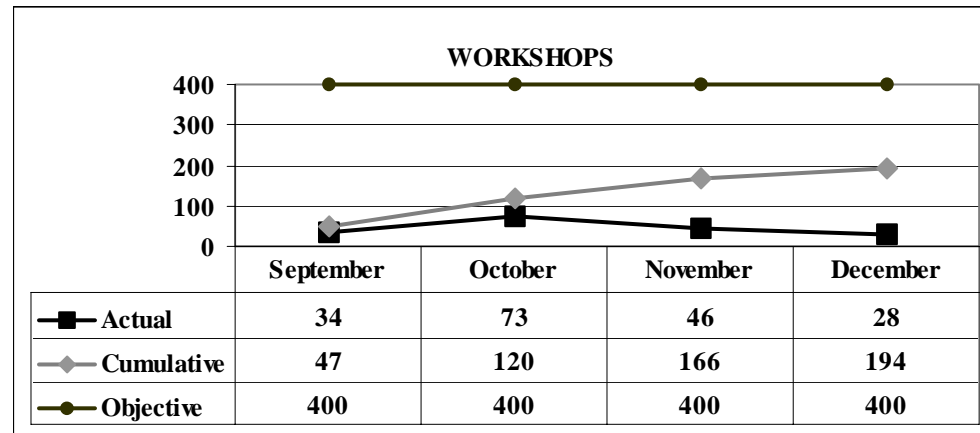 WORKSHOPS
400
300
200
100
0
September October November December
Actual 34 73 46 28
Cumulative 47 120 166 194
Objective 400 400 400 400